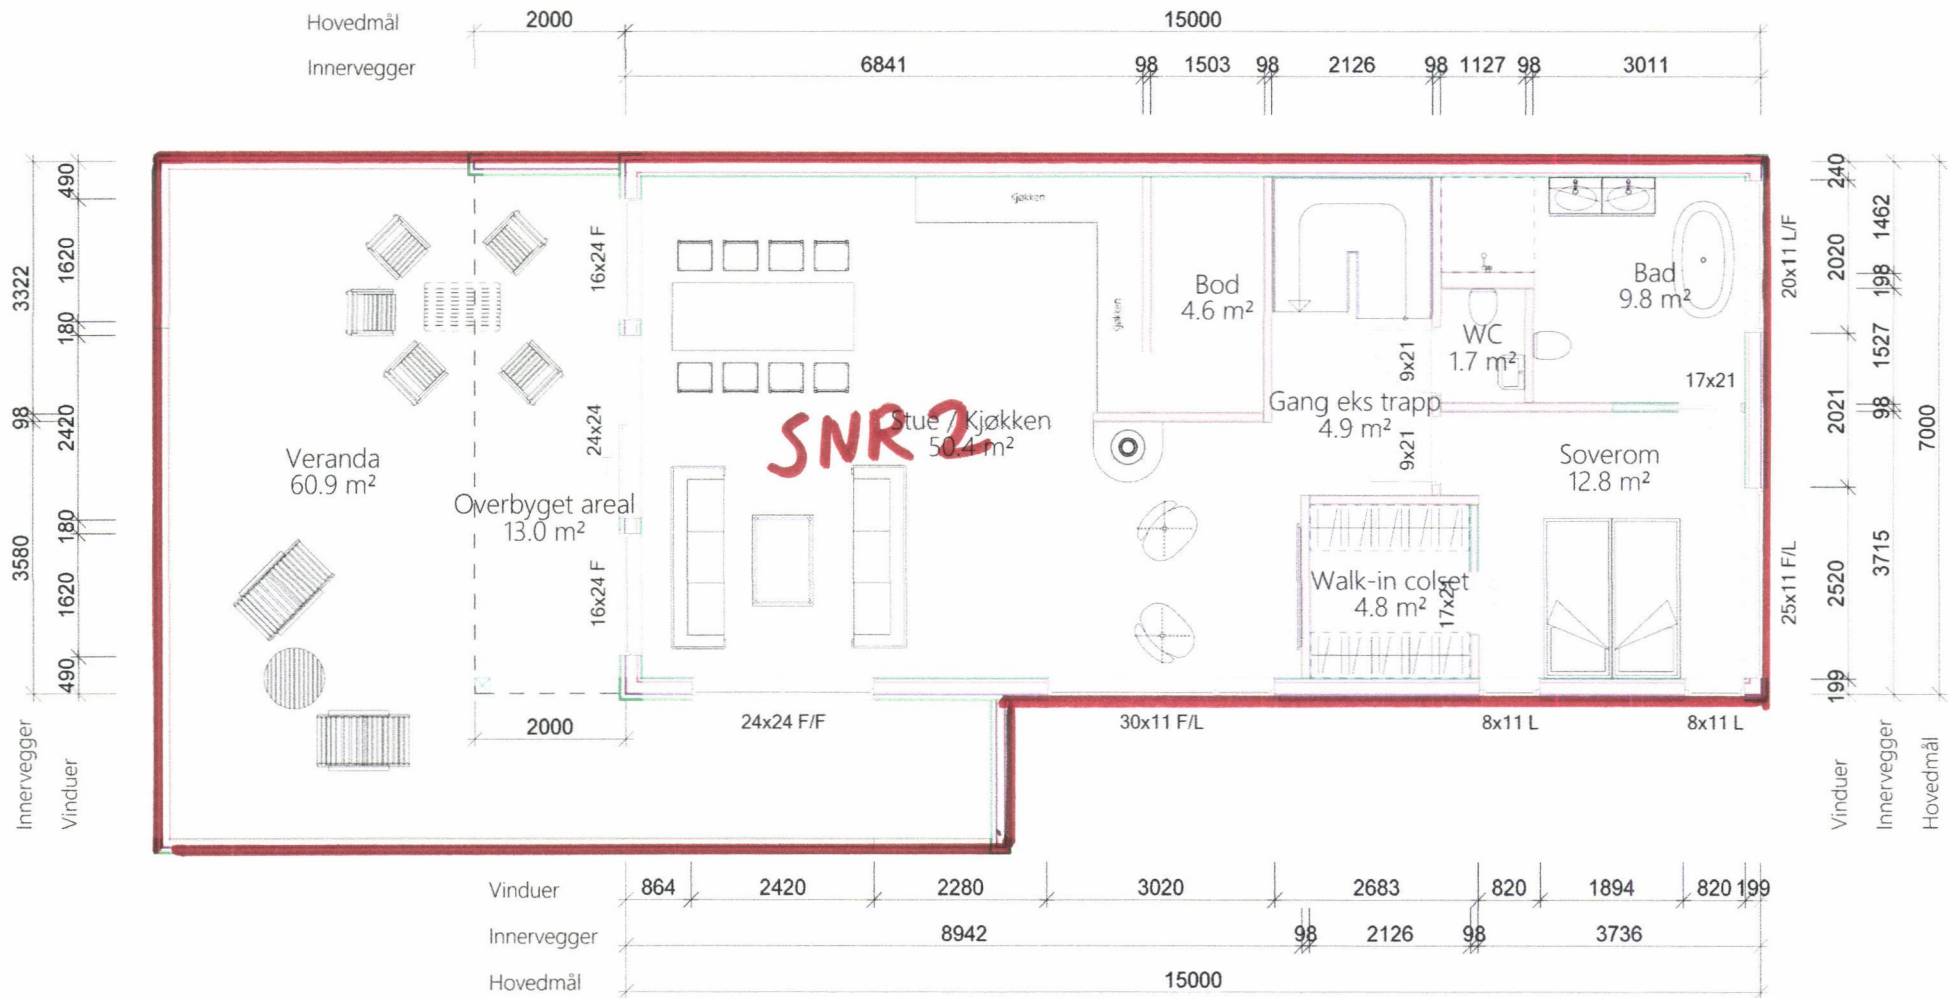 Hovedmål 2000 15000
Innervegger 6841 98 1503 98 2126 98 1127 98 3011
490 1620 180 2420 180 1620 490
3322 98 3580
Innervegger
Vinduer
Kjøkken
Kjøkken
16x24 F
24x24
16x24 F
Bod
4.6 m²
Bad
9.8 m²
WC
1.7 m²
9x21
9x21
17x21
Gang eks trapp
4.9 m²
Stue / Kjøkken
50.4 m²
SNR 2
Veranda
60.9 m²
Overbyget areal
13.0 m²
Soverom
12.8 m²
Walk-in colset
4.8 m²
17x21
20x11 L/F
25x11 F/L
240 2020 2021 2520 199
1462 198 1527 98 3715
7000
Vinduer
Innervegger
Hovedmål
2000
24x24 F/F
30x11 F/L
8x11 L
8x11 L
Vinduer 864 2420 2280 3020 2683 820 1894 820 199
Innervegger 8942 98 2126 98 3736
Hovedmål 15000